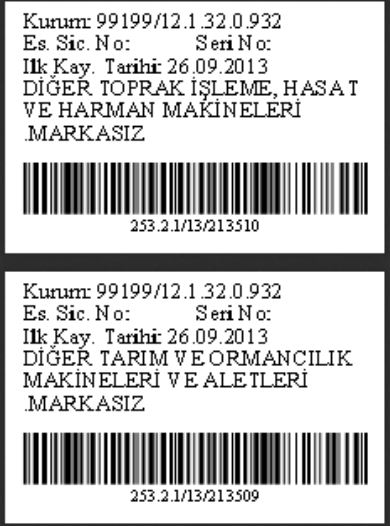 Kurum: 99199/12.1.32.0.932
Es. Sic. No: Seri No:
Ilk Kay. Tarihi: 26.09.2013
DİĞER TOPRAK İŞLEME, HASAT
VE HARMAN MAKİNELERİ
.MARKASIZ
253.2.1/13/213510
Kurum: 99199/12.1.32.0.932
Es. Sic. No: Seri No:
Ilk Kay. Tarihi: 26.09.2013
DİĞER TARIM VE ORMANCILIK
MAKİNELERİ VE ALETLERİ
.MARKASIZ
253.2.1/13/213509